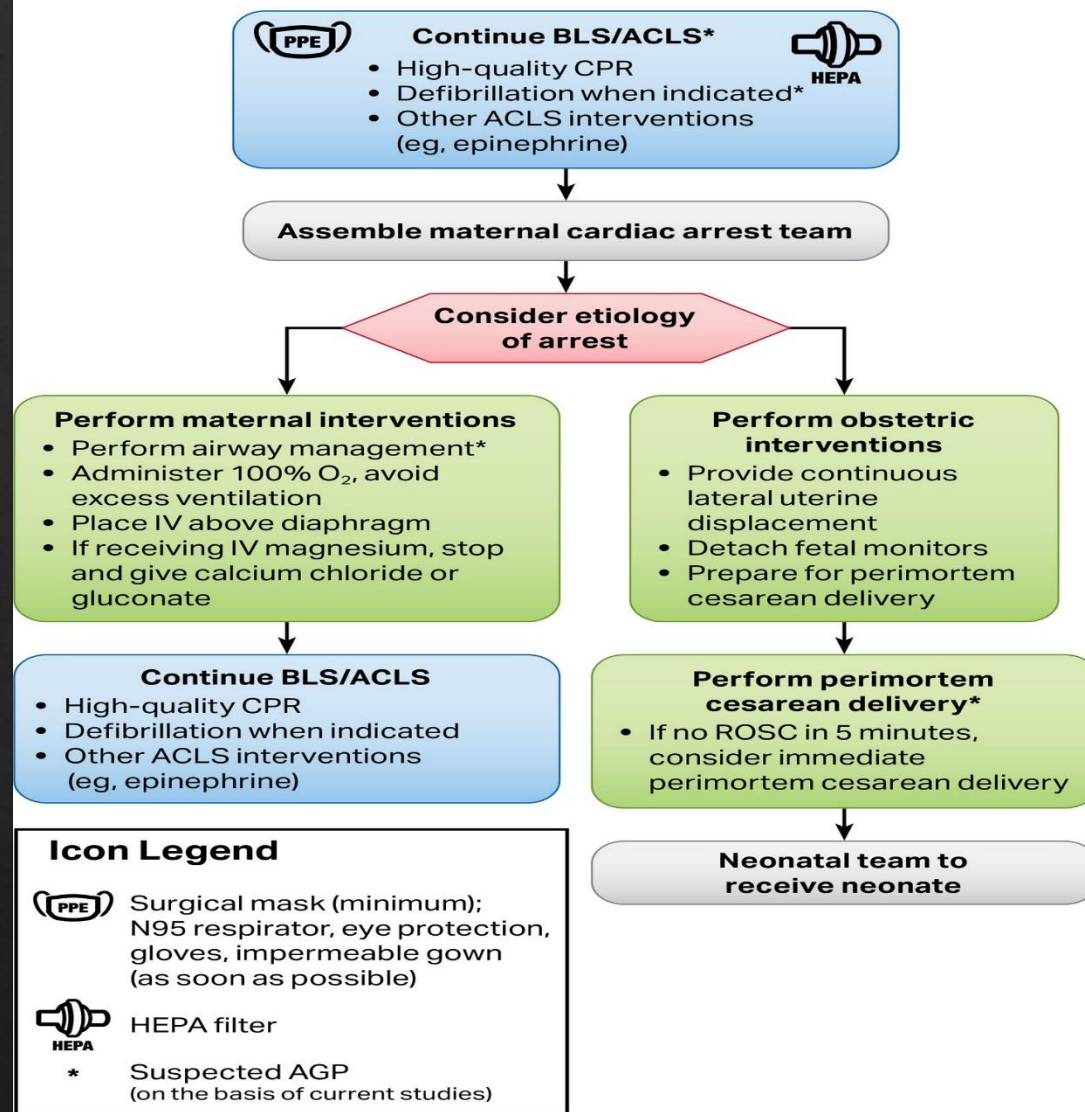 PPE
Continue BLS/ACLS*
HEPA
• High-quality CPR
• Defibrillation when indicated*
• Other ACLS interventions
(eg, epinephrine)
Assemble maternal cardiac arrest team
Consider etiology
of arrest
Perform maternal interventions
• Perform airway management*
• Administer 100% O₂, avoid
excess ventilation
• Place IV above diaphragm
• If receiving IV magnesium, stop
and give calcium chloride or
gluconate
Perform obstetric
interventions
• Provide continuous
lateral uterine
displacement
• Detach fetal monitors
• Prepare for perimortem
cesarean delivery
Continue BLS/ACLS
• High-quality CPR
• Defibrillation when indicated
• Other ACLS interventions
(eg, epinephrine)
Perform perimortem
cesarean delivery*
• If no ROSC in 5 minutes,
consider immediate
perimortem cesarean delivery
Neonatal team to
receive neonate
Icon Legend
PPE
Surgical mask (minimum);
N95 respirator, eye protection,
gloves, impermeable gown
(as soon as possible)
HEPA
HEPA filter
* Suspected AGP
(on the basis of current studies)